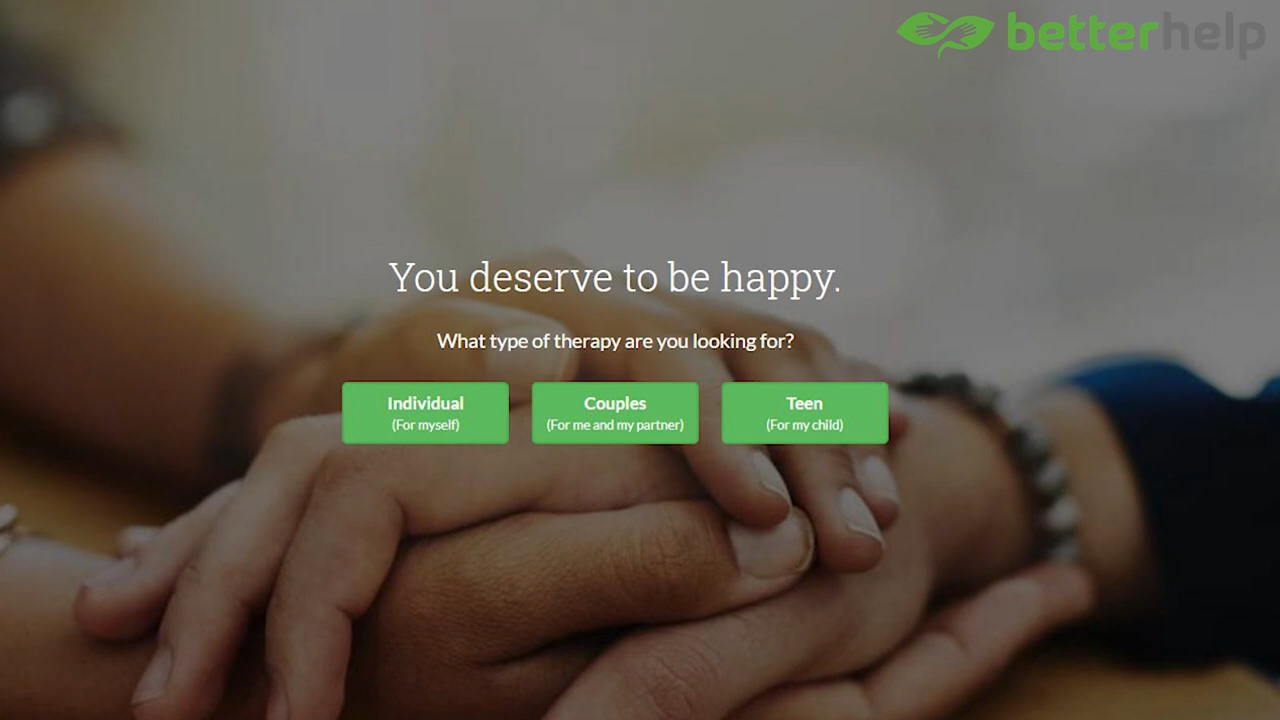 betterhelp
You deserve to be happy.
What type of therapy are you looking for?
Individual
(For myself)
Couples
(For me and my partner)
Teen
(For my child)